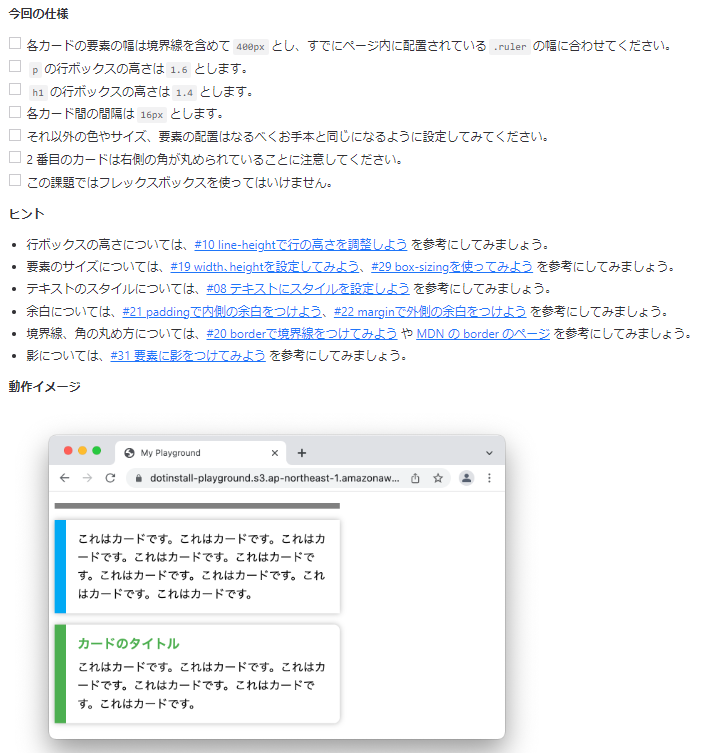 今回の仕様
各カードの要素の幅は境界線を含めて 400px とし、すでにページ内に配置されている .ruler の幅に合わせてください。
p の行ボックスの高さは 1.6 とします。
h1 の行ボックスの高さは 1.4 とします。
各カード間の間隔は 16px とします。
それ以外の色やサイズ、要素の配置はなるべくお手本と同じになるように設定してみてください。
2 番目のカードは右側の角が丸められていることに注意してください。
この課題ではフレックスボックスを使ってはいけません。
ヒント
行ボックスの高さについては、#10 line-heightで行の高さを調整しよう を参考にしてみましょう。
要素のサイズについては、#19 width、heightを設定してみよう、#29 box-sizingを使ってみよう を参考にしてみましょう。
テキストのスタイルについては、#08 テキストにスタイルを設定しよう を参考にしてみましょう。
余白については、#21 paddingで内側の余白をつけよう、#22 marginで外側の余白をつけよう を参考にしてみましょう。
境界線、角の丸め方については、#20 borderで境界線をつけてみよう や MDN の border のページ を参考にしてみましょう。
影については、#31 要素に影をつけてみよう を参考にしてみましょう。
動作イメージ
My Playground
dotinstall-playground.s3.ap-northeast-1.amazonaw...
これはカードです。これはカードです。これはカ
ードです。これはカードです。これはカードで
す。これはカードです。これはカードです。これ
はカードです。これはカードです。
カードのタイトル
これはカードです。これはカードです。これはカ
ードです。これはカードです。これはカードで
す。これはカードです。